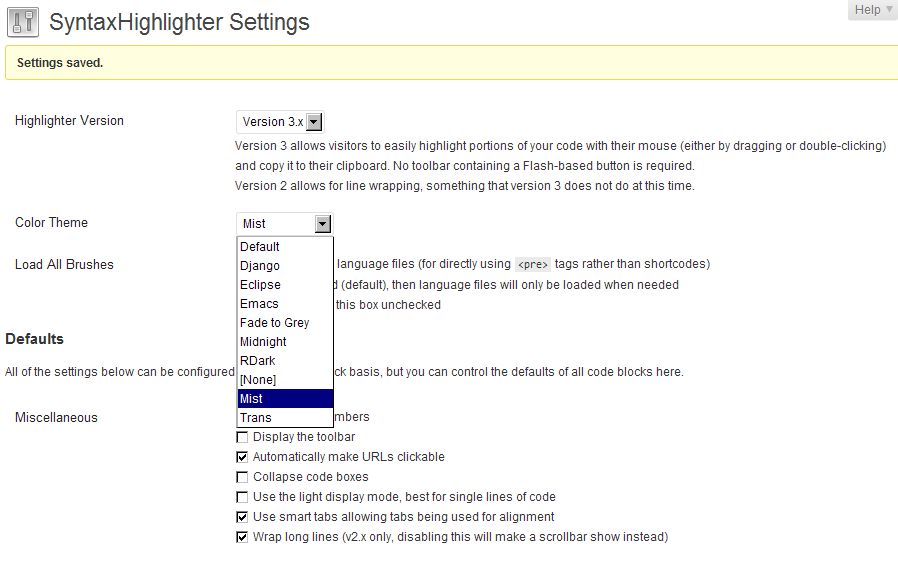 SyntaxHighlighter Settings
Help
Settings saved.
Highlighter Version
Version 3.x
Version 3 allows visitors to easily highlight portions of your code with their mouse (either by dragging or double-clicking)
and copy it to their clipboard. No toolbar containing a Flash-based button is required.
Version 2 allows for line wrapping, something that version 3 does not do at this time.
Color Theme
Mist
Default
Django
Eclipse
Emacs
Fade to Grey
Midnight
RDark
[None]
Mist
Trans
Load All Brushes
language files (for directly using <pre> tags rather than shortcodes)
(default), then language files will only be loaded when needed
this box unchecked
Defaults
All of the settings below can be configured
basis, but you can control the defaults of all code blocks here.
Miscellaneous
Display the toolbar
Automatically make URLs clickable
Collapse code boxes
Use the light display mode, best for single lines of code
Use smart tabs allowing tabs being used for alignment
Wrap long lines (v2.x only, disabling this will make a scrollbar show instead)